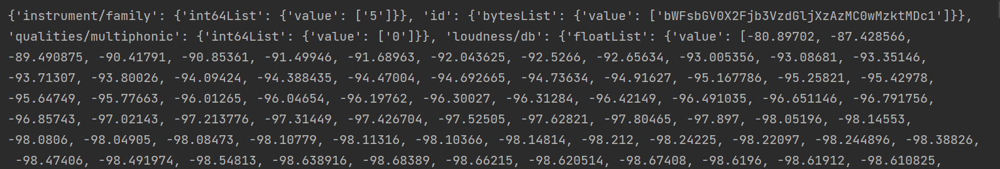 {'instrument/family': {'int64List': {'value': ['5']}}, 'id': {'bytesList': {'value': ['bWFsbGV0X2Fjb3VzdGljXzAzMC0wMzktMDc1']}},
'qualities/multiphonic': {'int64List': {'value': ['0']}}, 'loudness/db': {'floatList': {'value': [-80.89702, -87.428566,
-89.490875, -90.41791, -90.85361, -91.49946, -91.68963, -92.043625, -92.5266, -92.65634, -93.005356, -93.08681, -93.35146,
-93.71307, -93.80026, -94.09424, -94.388435, -94.47004, -94.692665, -94.73634, -94.91627, -95.167786, -95.25821, -95.42978,
-95.64749, -95.77663, -96.01265, -96.04654, -96.19762, -96.30027, -96.31284, -96.42149, -96.491035, -96.651146, -96.791756,
-96.85743, -97.02143, -97.213776, -97.31449, -97.426704, -97.52505, -97.62821, -97.80465, -97.897, -98.05196, -98.14553,
-98.0806, -98.04905, -98.08473, -98.10779, -98.11316, -98.10366, -98.14814, -98.212, -98.24225, -98.22097, -98.244896, -98.38826,
-98.47406, -98.491974, -98.54813, -98.638916, -98.68389, -98.66215, -98.620514, -98.67408, -98.6196, -98.61912, -98.610825,